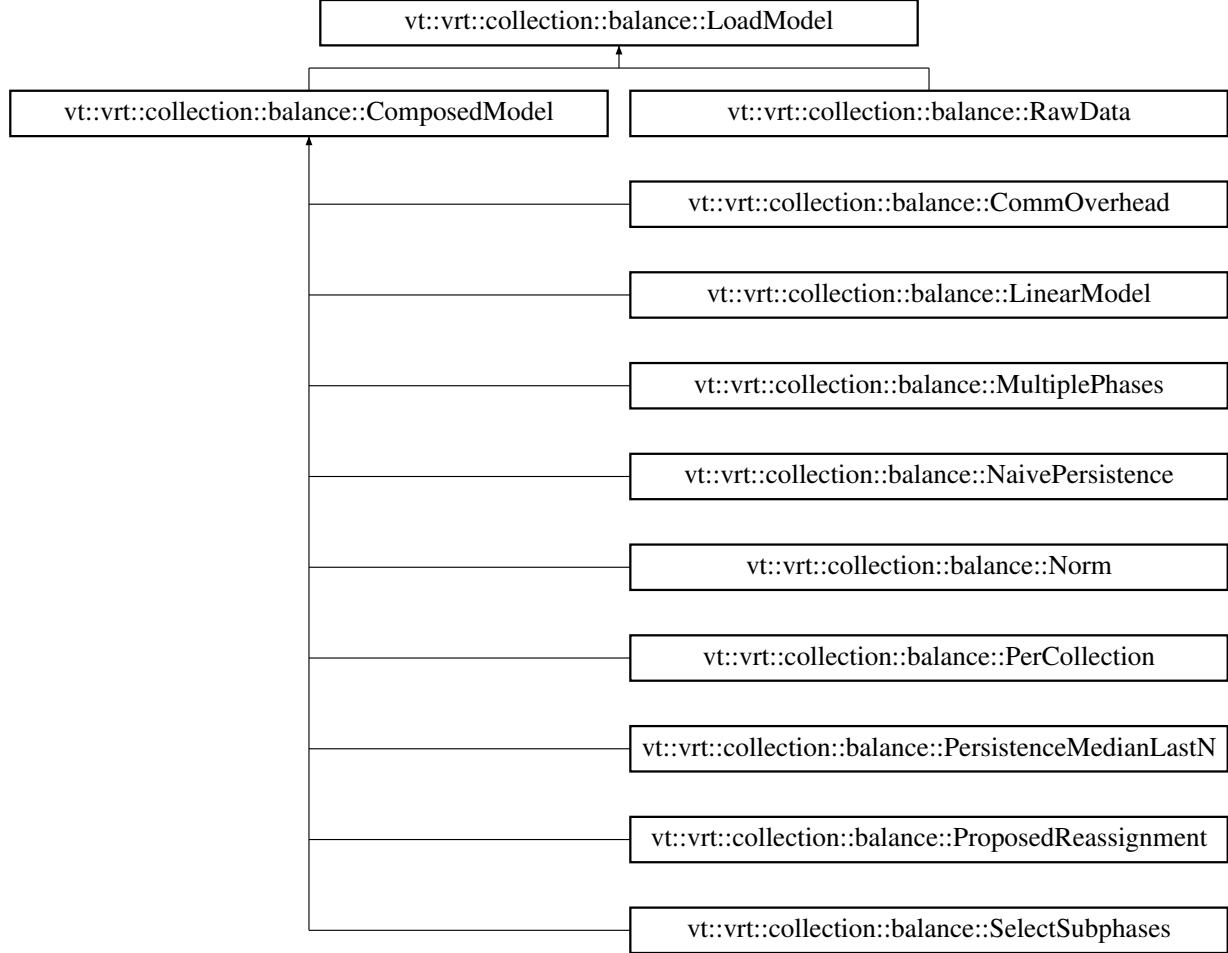 vt::vrt::collection::balance::LoadModel
vt::vrt::collection::balance::ComposedModel
vt::vrt::collection::balance::RawData
vt::vrt::collection::balance::CommOverhead
vt::vrt::collection::balance::LinearModel
vt::vrt::collection::balance::MultiplePhases
vt::vrt::collection::balance::NaivePersistence
vt::vrt::collection::balance::Norm
vt::vrt::collection::balance::PerCollection
vt::vrt::collection::balance::PersistenceMedianLastN
vt::vrt::collection::balance::ProposedReassignment
vt::vrt::collection::balance::SelectSubphases